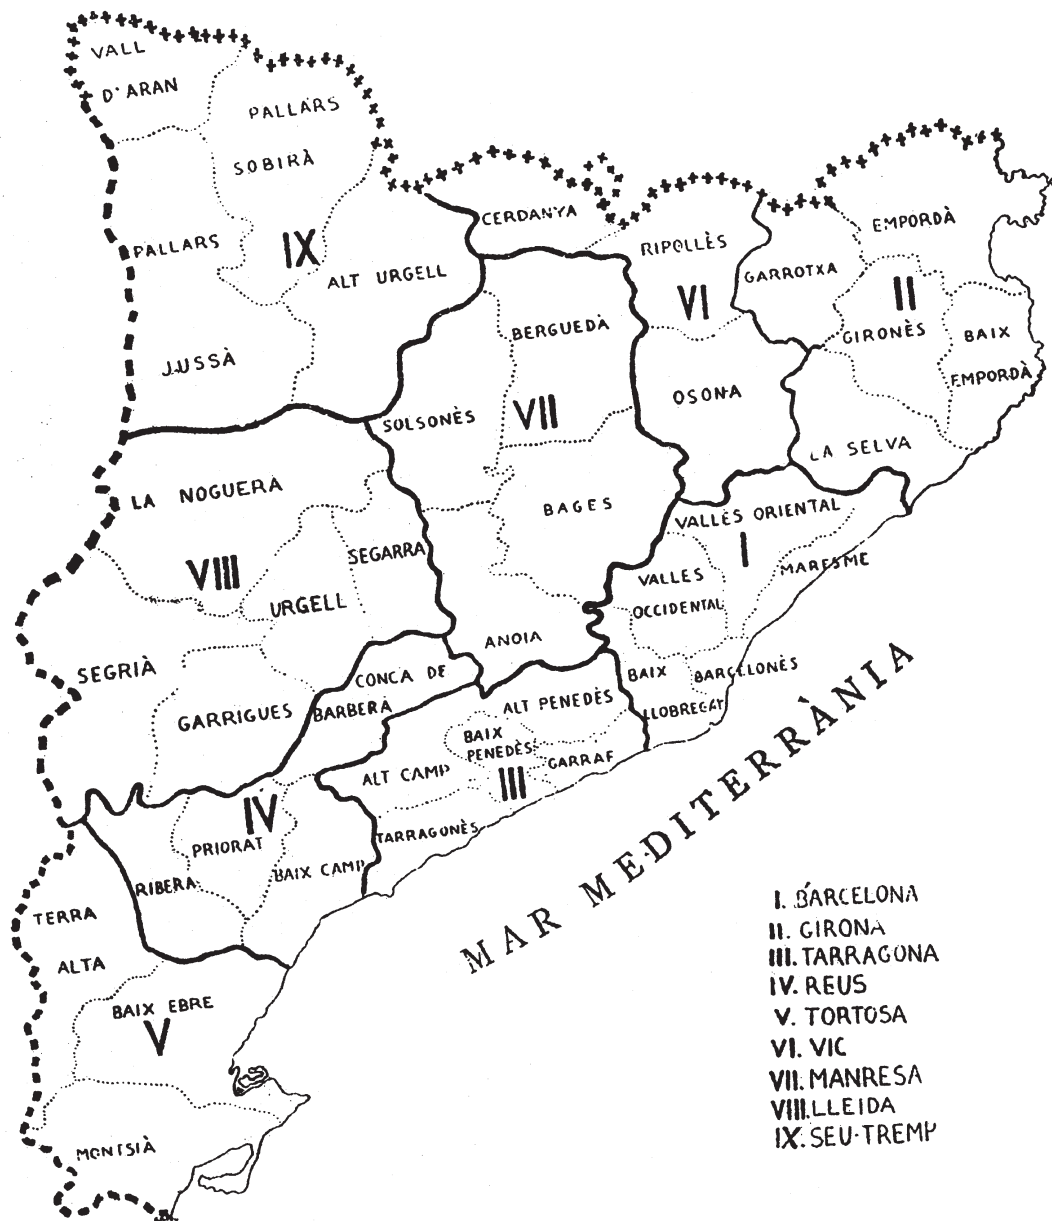 VALL
D'ARAN
PALLARS
SOBIRÀ
PALLARS
JUSSÀ
IX
ALT URGELL
CERDANYA
RIPOLLÈS
VI
GARROTXA
EMPORDÀ
II
GIRONÈS
BAIX
EMPORDÀ
BERGUEDÀ
SOLSONÈS
VII
OSONA
LA SELVA
LA NOGUERA
BAGES
VALLÈS ORIENTAL
I
MARESME
SEGARRA
VIII
URGELL
VALLES
OCCIDENTAL
SEGRIÀ
ANOIA
CONCA DE
BARBERÀ
BAIX
LLOBREGAT
BARCELONÈS
GARRIGUES
ALT PENEDÈS
BAIX
PENEDÈS
GARRAF
ALT CAMP
III
TARRAGONÈS
IV
PRIORAT
RIBERA
BAIX CAMP
TERRA
ALTA
BAIX EBRE
V
MONTSIÀ
MAR MEDITERRÀNIA
I. BARCELONA
II. GIRONA
III. TARRAGONA
IV. REUS
V. TORTOSA
VI. VIC
VII. MANRESA
VIII. LLEIDA
IX. SEU-TREMP